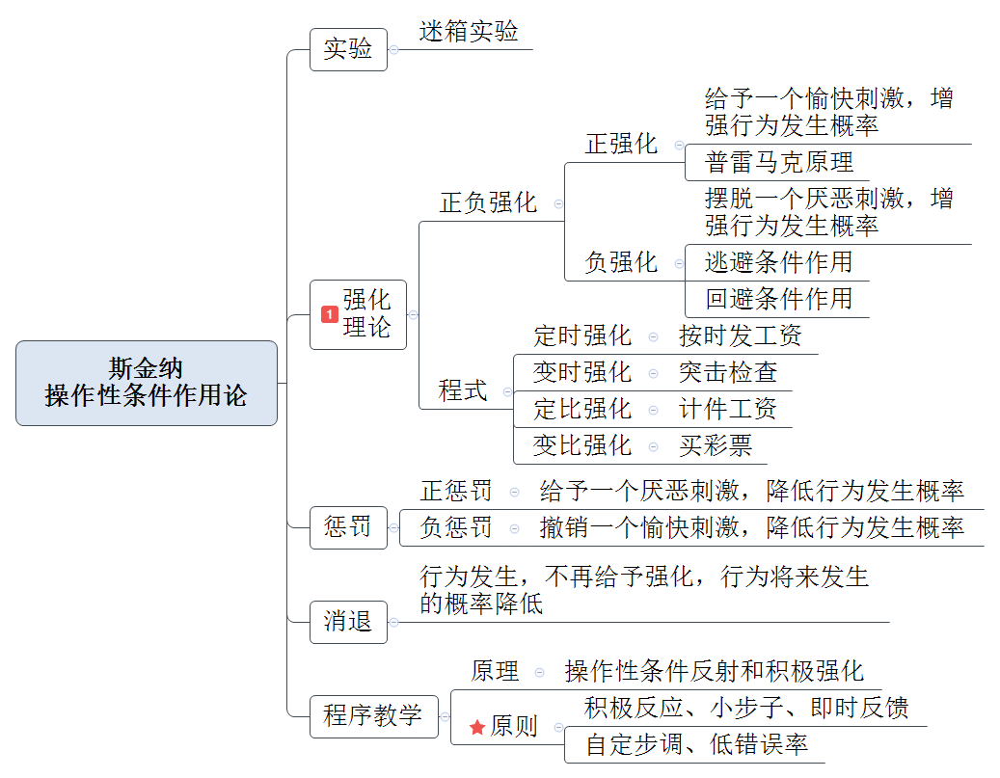 实验
迷箱实验
给予一个愉快刺激，增
强行为发生概率
正强化
普雷马克原理
正负强化
摆脱一个厌恶刺激，增
强行为发生概率
负强化
逃避条件作用
回避条件作用
1
强化
理论
定时强化
按时发工资
变时强化
突击检查
程式
定比强化
计件工资
变比强化
买彩票
斯金纳
操作性条件作用论
正惩罚
给予一个厌恶刺激，降低行为发生概率
惩罚
负惩罚
撤销一个愉快刺激，降低行为发生概率
行为发生，不再给予强化，行为将来发生
的概率降低
消退
原理
操作性条件反射和积极强化
程序教学
原则
积极反应、小步子、即时反馈
自定步调、低错误率